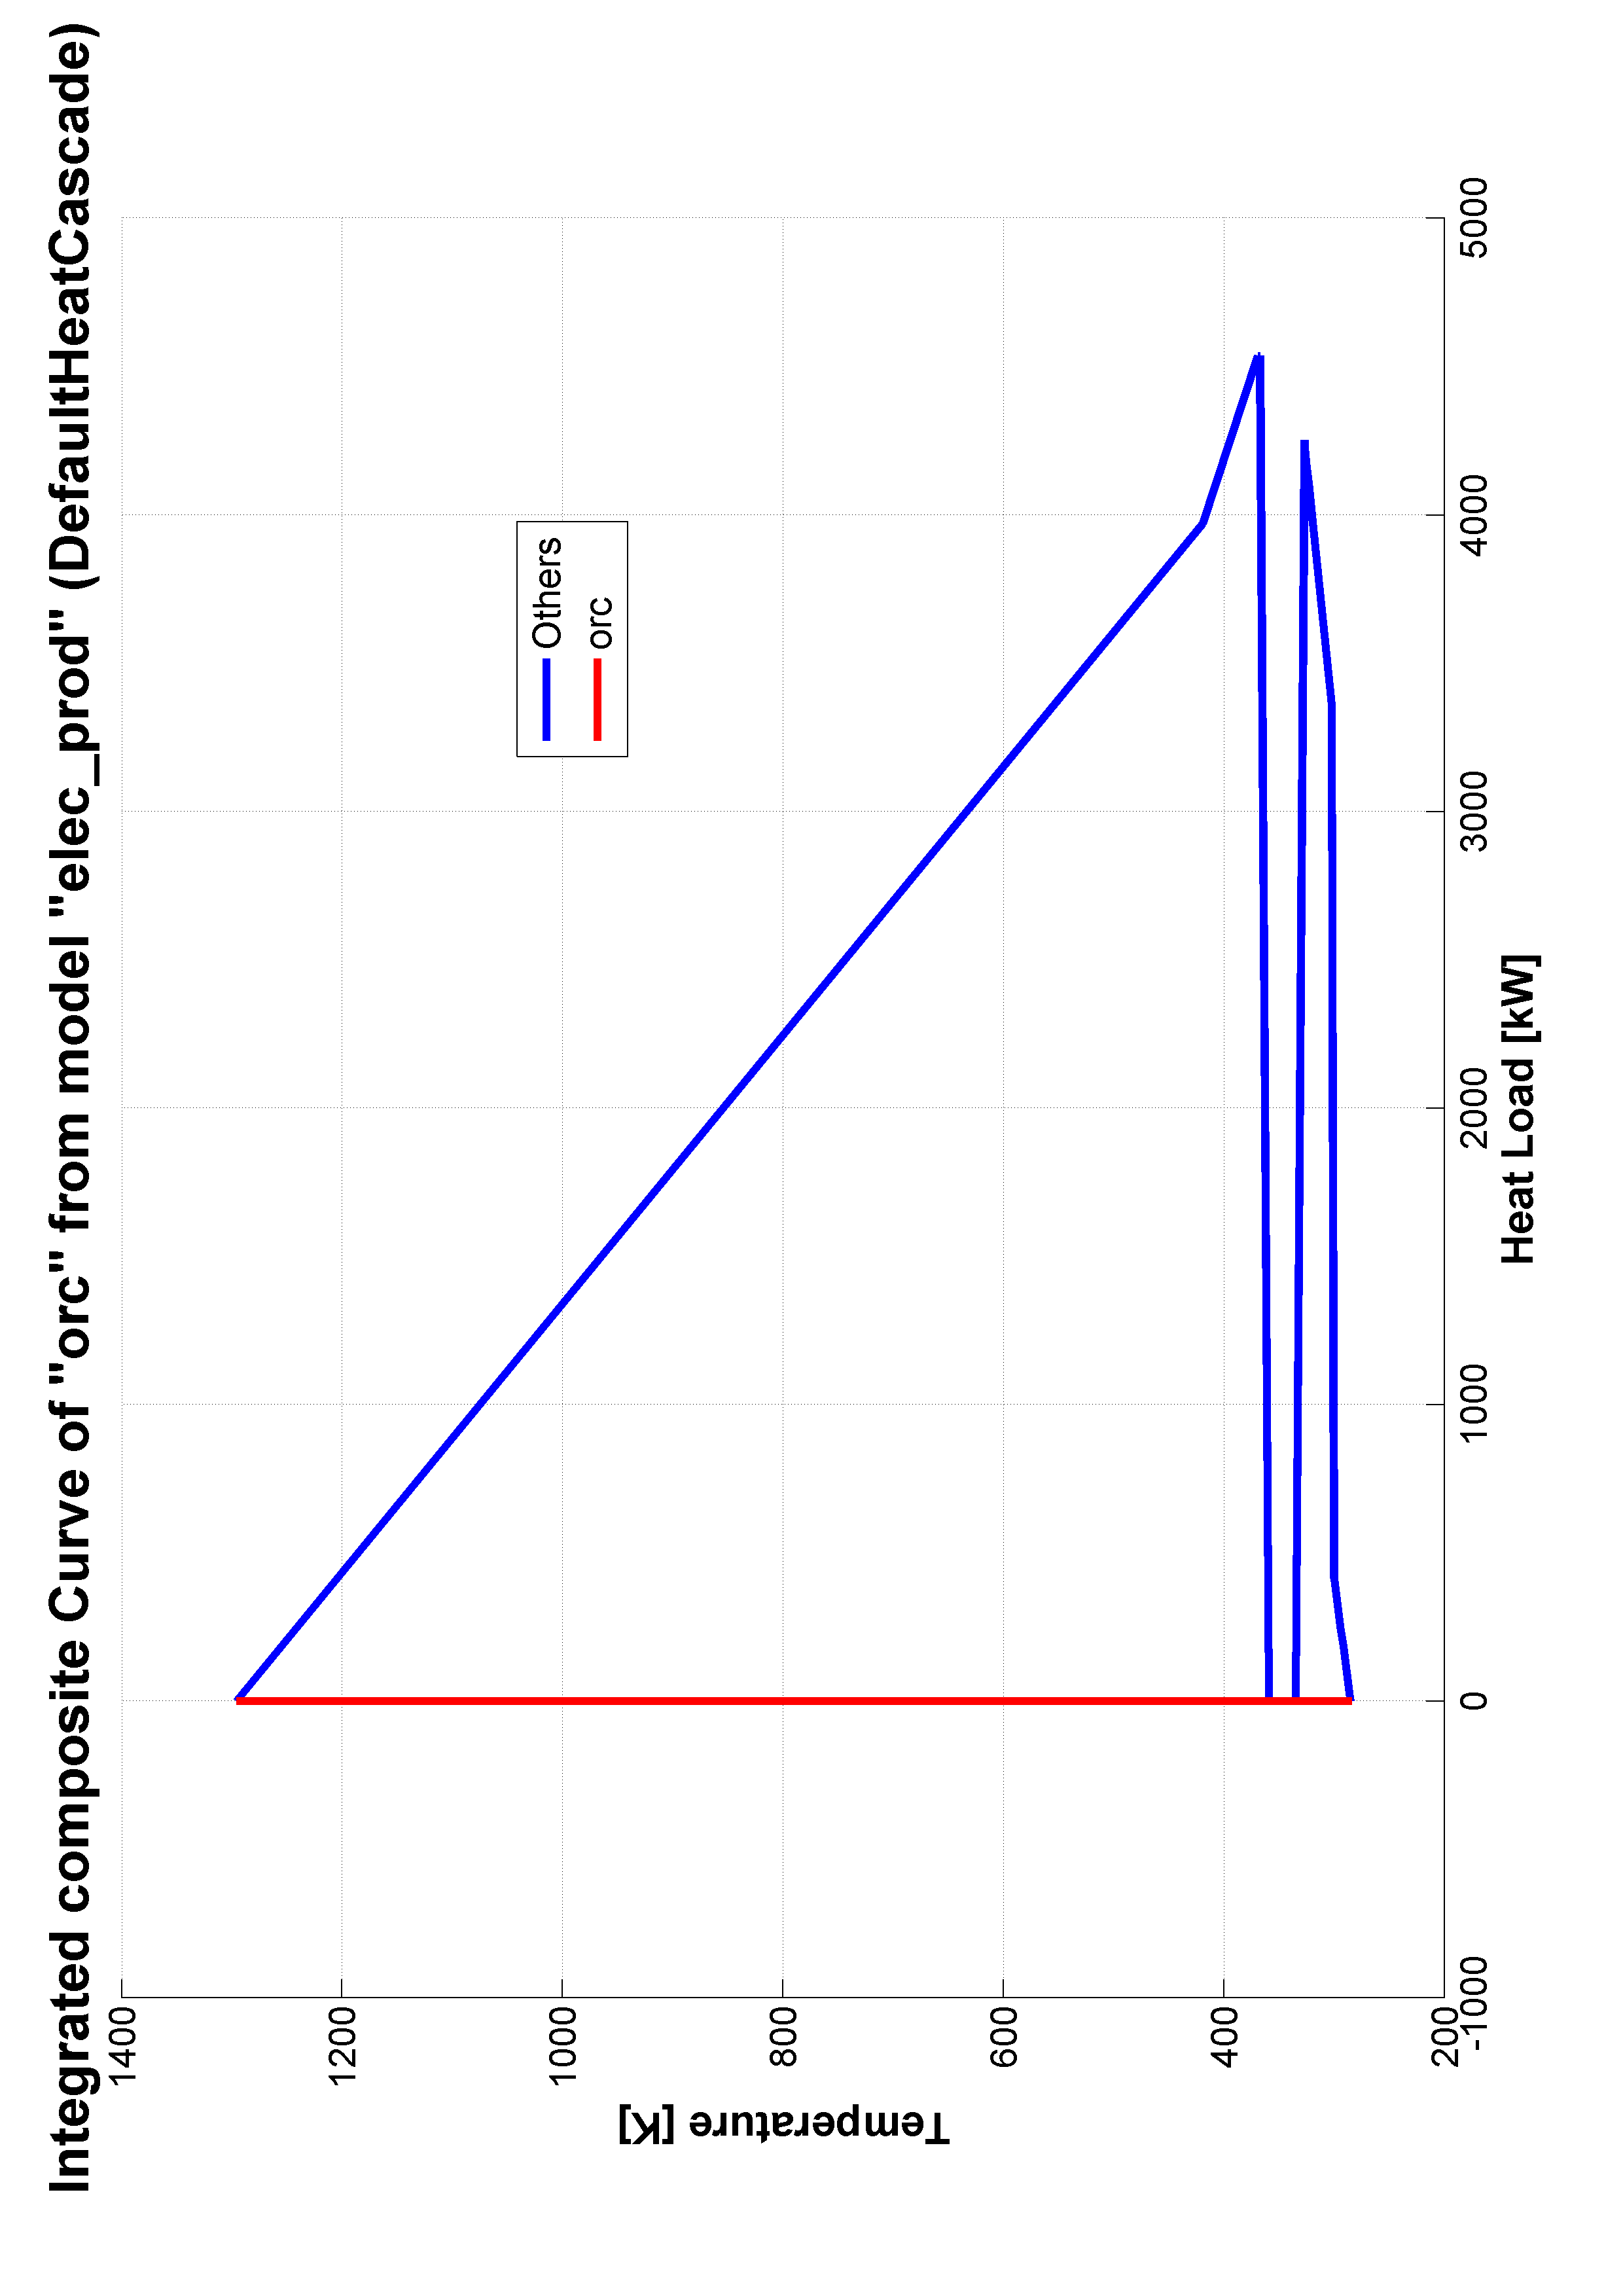 Integrated composite Curve of "orc" from model "elec_prod" (DefaultHeatCascade)
1400
1200
1000
800
600
400
200
Temperature [K]
Others
orc
-1000
0
1000
2000
3000
4000
5000
Heat Load [kW]